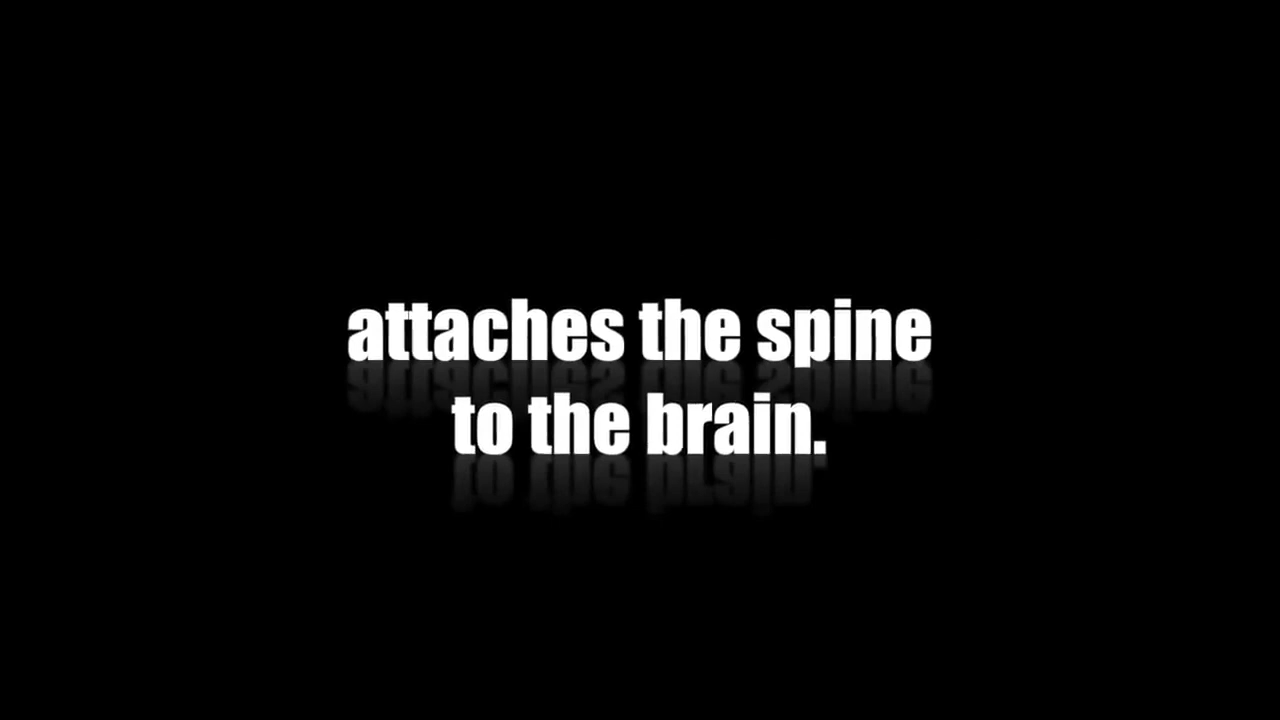 attaches the spine
to the brain.